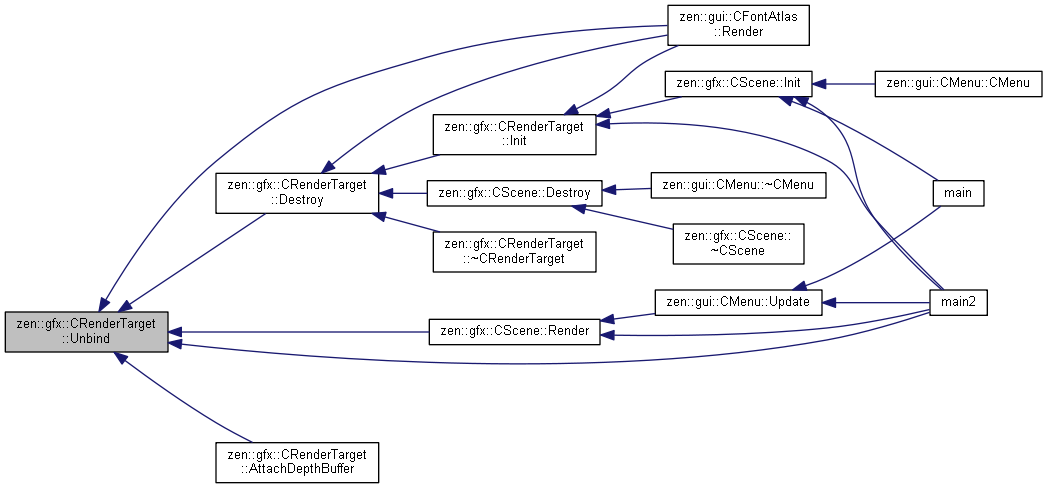 zen::gui::CFontAtlas
::Render
zen::gfx::CScene::Init
zen::gui::CMenu::CMenu
zen::gfx::CRenderTarget
::Init
zen::gfx::CRenderTarget
::Destroy
zen::gfx::CScene::Destroy
zen::gui::CMenu::~CMenu
main
zen::gfx::CRenderTarget
::~CRenderTarget
zen::gfx::CScene::
~CScene
zen::gui::CMenu::Update
main2
zen::gfx::CRenderTarget
::Unbind
zen::gfx::CScene::Render
zen::gfx::CRenderTarget
::AttachDepthBuffer